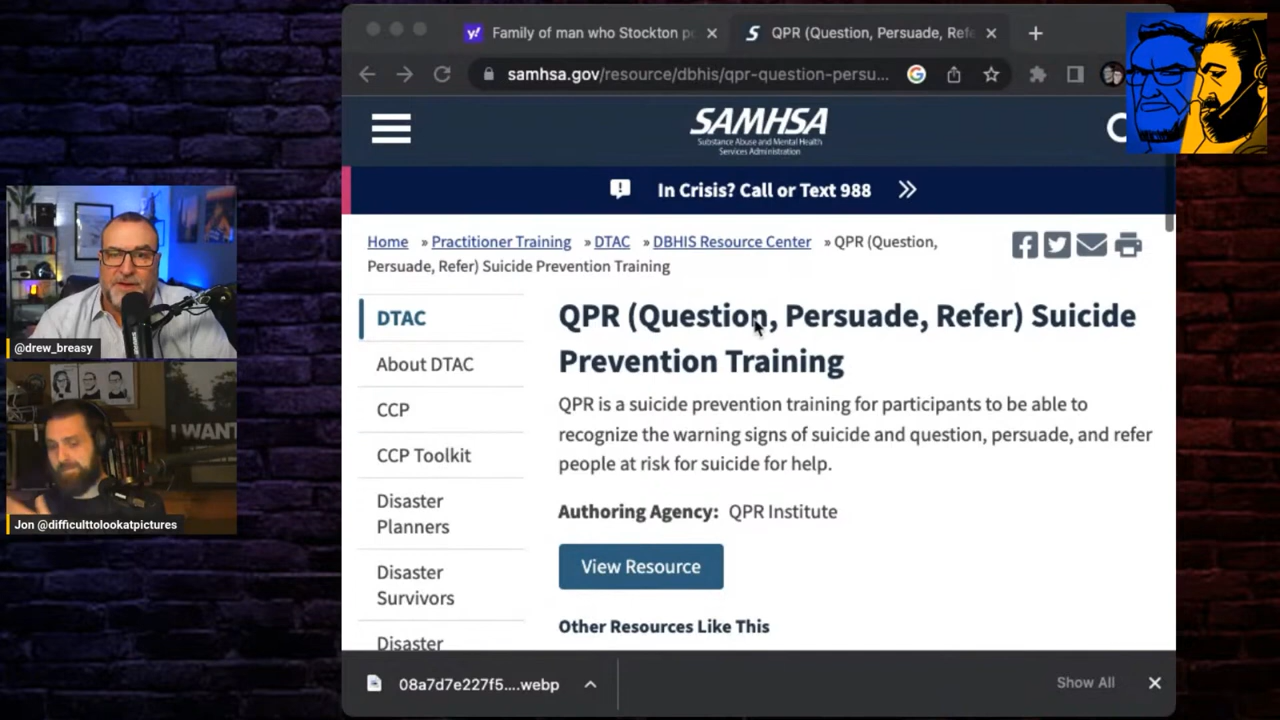 Family of man who Stockton po
QPR (Question, Persuade, Refe
samhsa.gov/resource/dbhis/qpr-question-persu...
SAMHSA
Substance Abuse and Mental Health
Services Administration
In Crisis? Call or Text 988
Home » Practitioner Training » DTAC » DBHIS Resource Center » QPR (Question,
Persuade, Refer) Suicide Prevention Training
DTAC
About DTAC
CCP
CCP Toolkit
Disaster
Planners
Disaster
Survivors
Disaster
QPR (Question, Persuade, Refer) Suicide
Prevention Training
QPR is a suicide prevention training for participants to be able to
recognize the warning signs of suicide and question, persuade, and refer
people at risk for suicide for help.
Authoring Agency: QPR Institute
View Resource
Other Resources Like This
@drew_breasy
I WANT
Jon @difficulttolookatpictures
08a7d7e227f5....webp
Show All